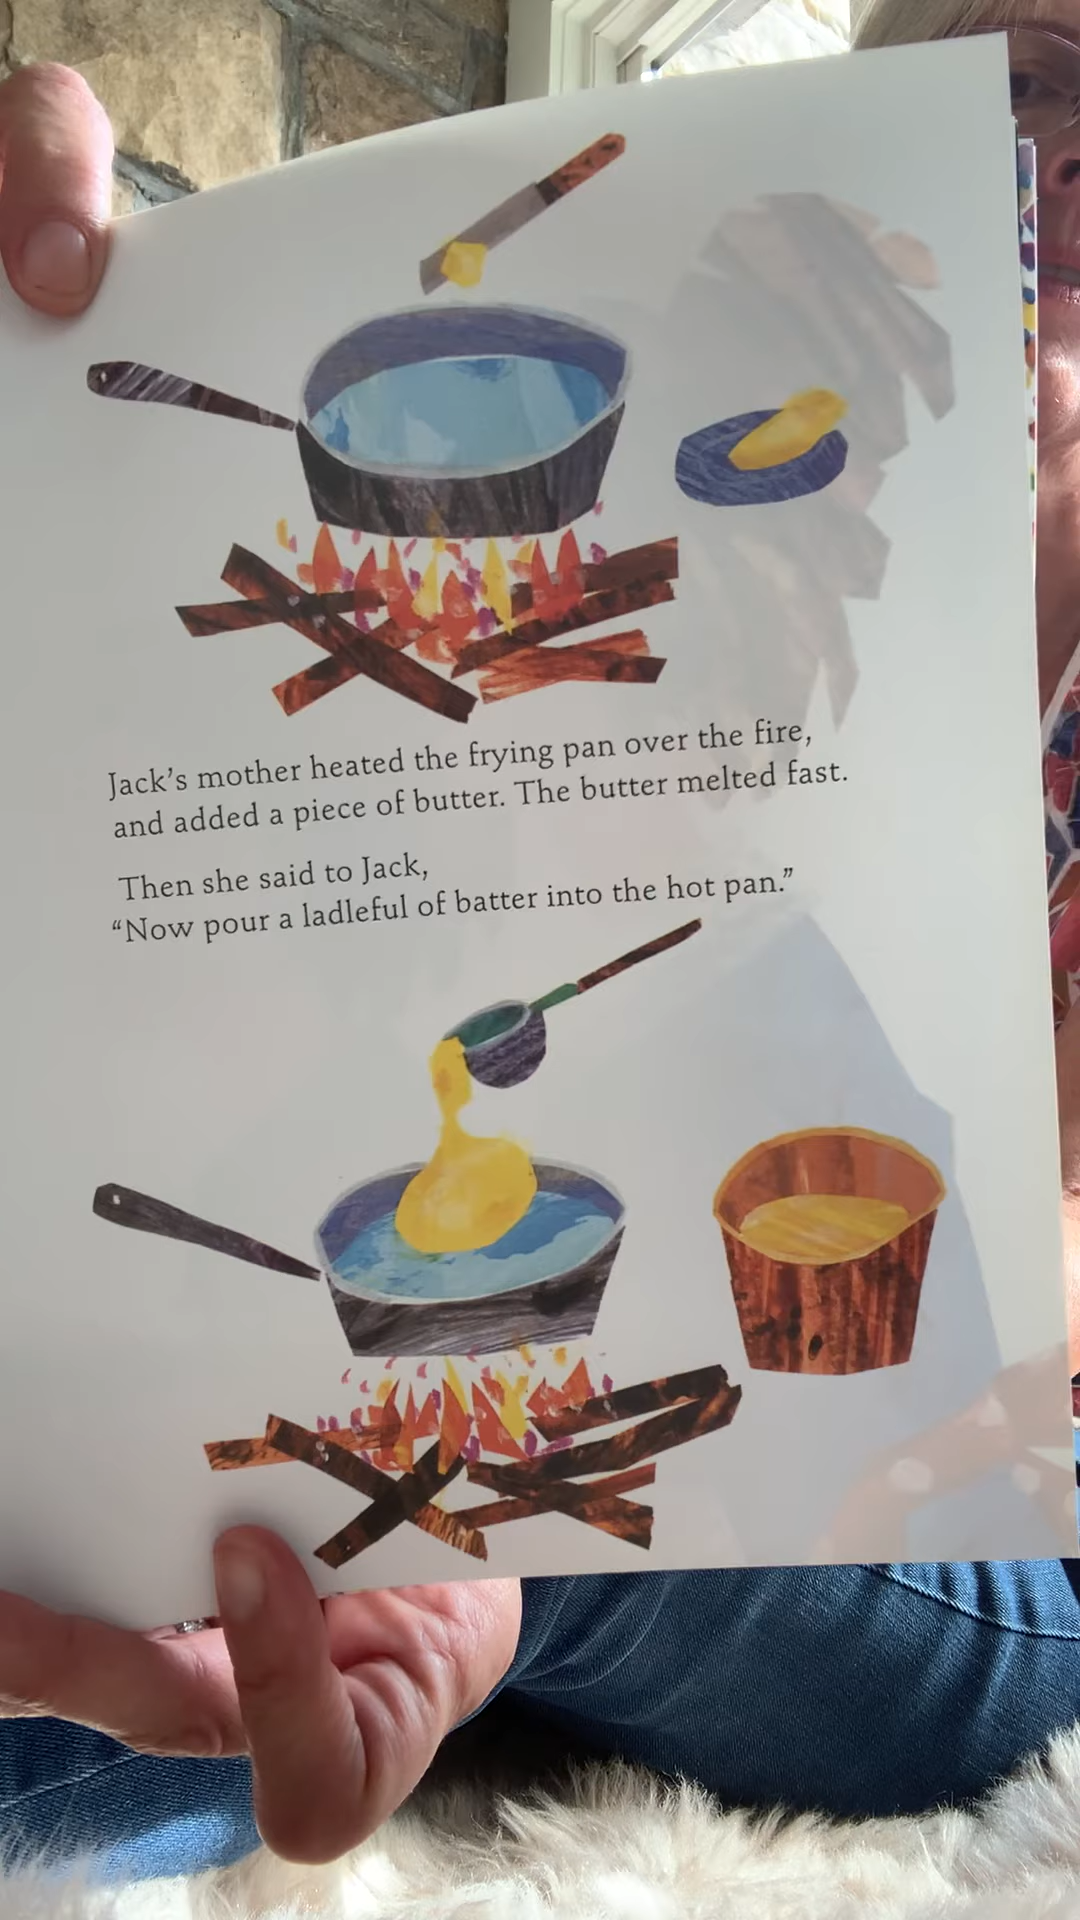 Jack's mother heated the frying pan over the fire,
and added a piece of butter. The butter melted fast.
Then she said to Jack,
“Now pour a ladleful of batter into the hot pan.”